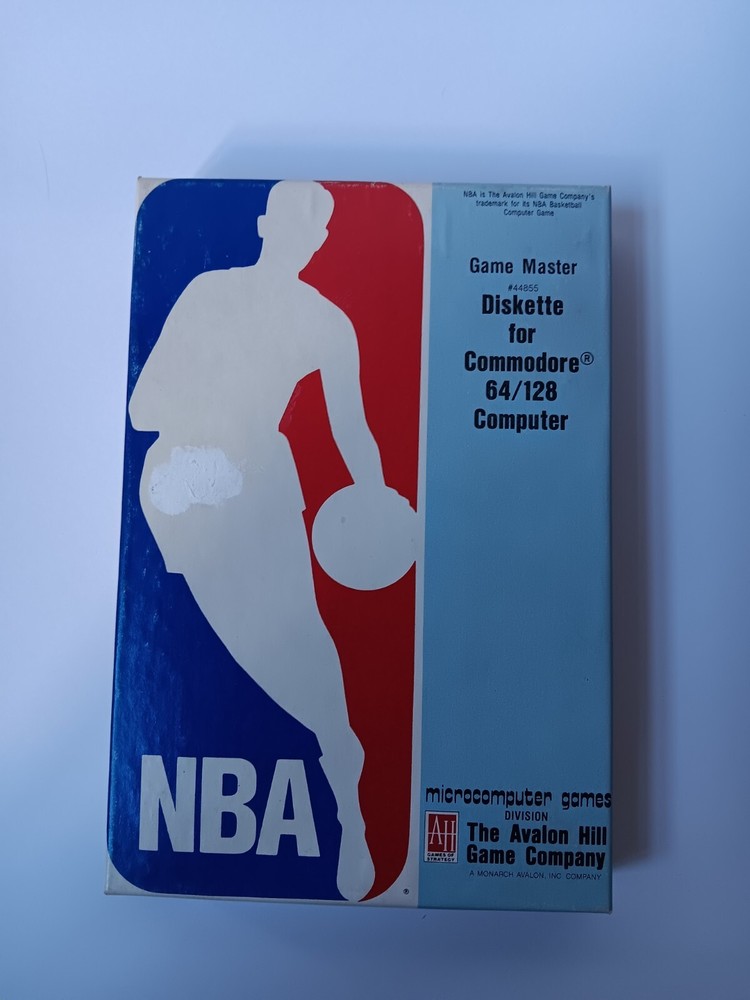 NBA is The Avalon Hill Game Company's
trademark for its NBA Basketball
Computer Game
Game Master
#44855
Diskette
for
Commodore®
64/128
Computer
NBA
®
microcomputer games
DIVISION
The Avalon Hill
Game Company
A MONARCH AVALON, INC. COMPANY
AH
GAMES OF
STRATEGY